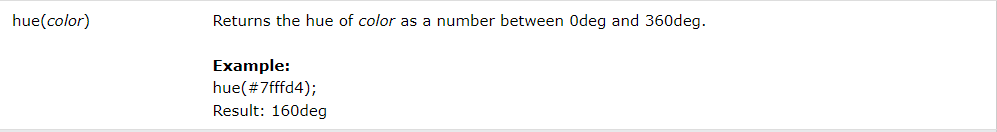 hue(color) Returns the hue of color as a number between 0deg and 360deg.
Example:
hue(#7fffd4);
Result: 160deg